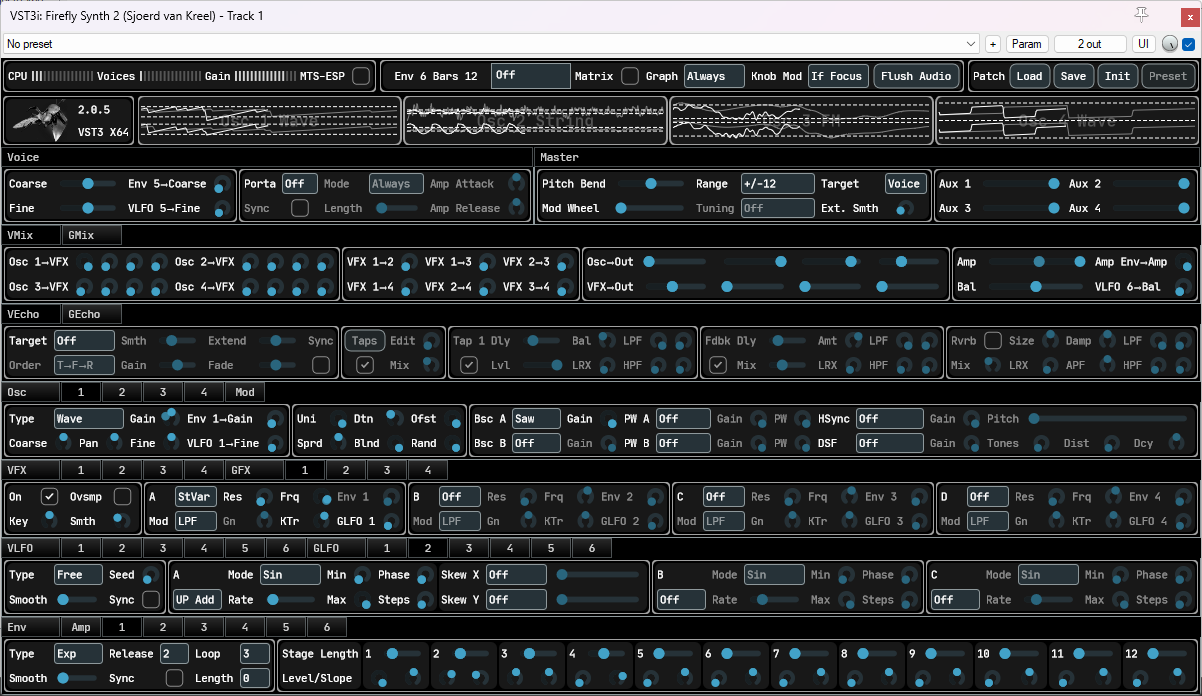 VST3i: Firefly Synth 2 (Sjoerd van Kreel) - Track 1
No preset + Param 2 out UI
CPU Voices Gain MTS-ESP Env 6 Bars 12 Off Matrix Graph Always Knob Mod If Focus Flush Audio Patch Load Save Init Preset
2.0.5
VST3 X64
Osc 1 Wave Osc 2 String Osc 3 FM Osc 4 Wave
Voice Master
Coarse Env 5→Coarse Porta Off Mode Always Amp Attack Pitch Bend Range +/-12 Target Voice Aux 1 Aux 2
Fine VLFO 5→Fine Sync Length Amp Release Mod Wheel Tuning Off Ext. Smth Aux 3 Aux 4
VMix GMix
Osc 1→VFX Osc 2→VFX VFX 1→2 VFX 1→3 VFX 2→3 Osc→Out Amp Amp Env→Amp
Osc 3→VFX Osc 4→VFX VFX 1→4 VFX 2→4 VFX 3→4 VFX→Out Bal VLFO 6→Bal
VEcho GEcho
Target Off Smth Extend Sync Taps Edit Tap 1 Dly Bal LPF Fdbk Dly Amt LPF Rvrb Size Damp LPF
Order T→F→R Gain Fade Mix Lvl LRX HPF Mix LRX HPF Mix LRX APF HPF
Osc 1 2 3 4 Mod
Type Wave Gain Env 1→Gain Uni Dtn Ofst Bsc A Saw Gain PW A Off Gain PW HSync Off Gain Pitch
Coarse Pan Fine VLFO 1→Fine Sprd Blnd Rand Bsc B Off Gain PW B Off Gain PW DSF Off Gain Tones Dist Dcy
VFX 1 2 3 4 GFX 1 2 3 4
On Ovsmp A StVar Res Frq Env 1 B Off Res Frq Env 2 C Off Res Frq Env 3 D Off Res Frq Env 4
Key Smth Mod LPF Gn KTr GLFO 1 Mod LPF Gn KTr GLFO 2 Mod LPF Gn KTr GLFO 3 Mod LPF Gn KTr GLFO 4
VLFO 1 2 3 4 5 6 GLFO 1 2 3 4 5 6
Type Free Seed A Mode Sin Min Phase Skew X Off B Mode Sin Min Phase C Mode Sin Min Phase
Smooth Sync UP Add Rate Max Steps Skew Y Off Off Rate Max Steps Off Rate Max Steps
Env Amp 1 2 3 4 5 6
Type Exp Release 2 Loop 3 Stage Length 1 2 3 4 5 6 7 8 9 10 11 12
Smooth Sync Length 0 Level/Slope